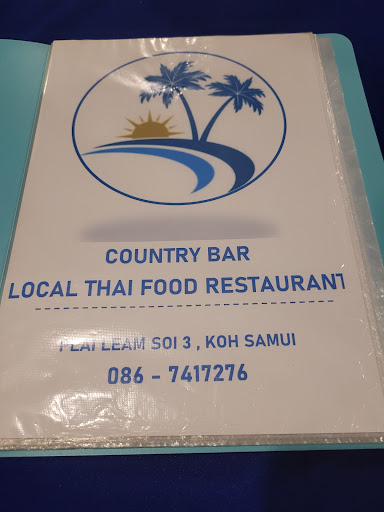 COUNTRY BAR
LOCAL THAI FOOD RESTAURANT
PLAI LEAM SOI 3 , KOH SAMUI
086 - 7417276